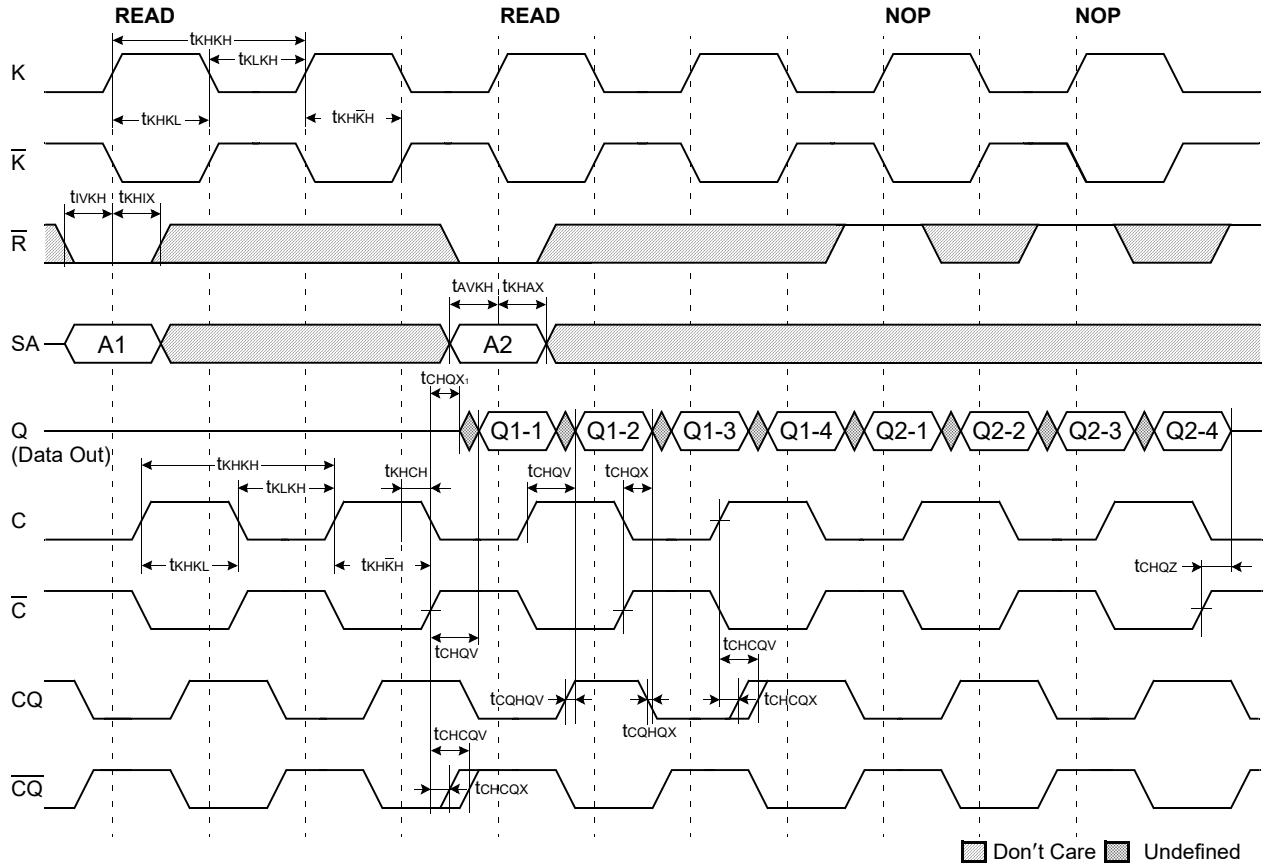 READ READ NOP NOP
tKHKH
tKLKH
K
tKHKL tKHK̅H
K̅
tIVKH tKHIX
R̅
tAVKH tKHAX
SA A1 A2
tCHQX1
Q Q1-1 Q1-2 Q1-3 Q1-4 Q2-1 Q2-2 Q2-3 Q2-4
(Data Out)
tKHKH tKHCH tCHQV tCHQX
tKLKH
C
tKHKL tKHK̅H tCHQZ
C̅
tCHQV tCHCQV
CQ tCQHQV tCHCQX
tCQHQX
tCHCQV
C̅Q̅ tCHCQX
Don't Care Undefined